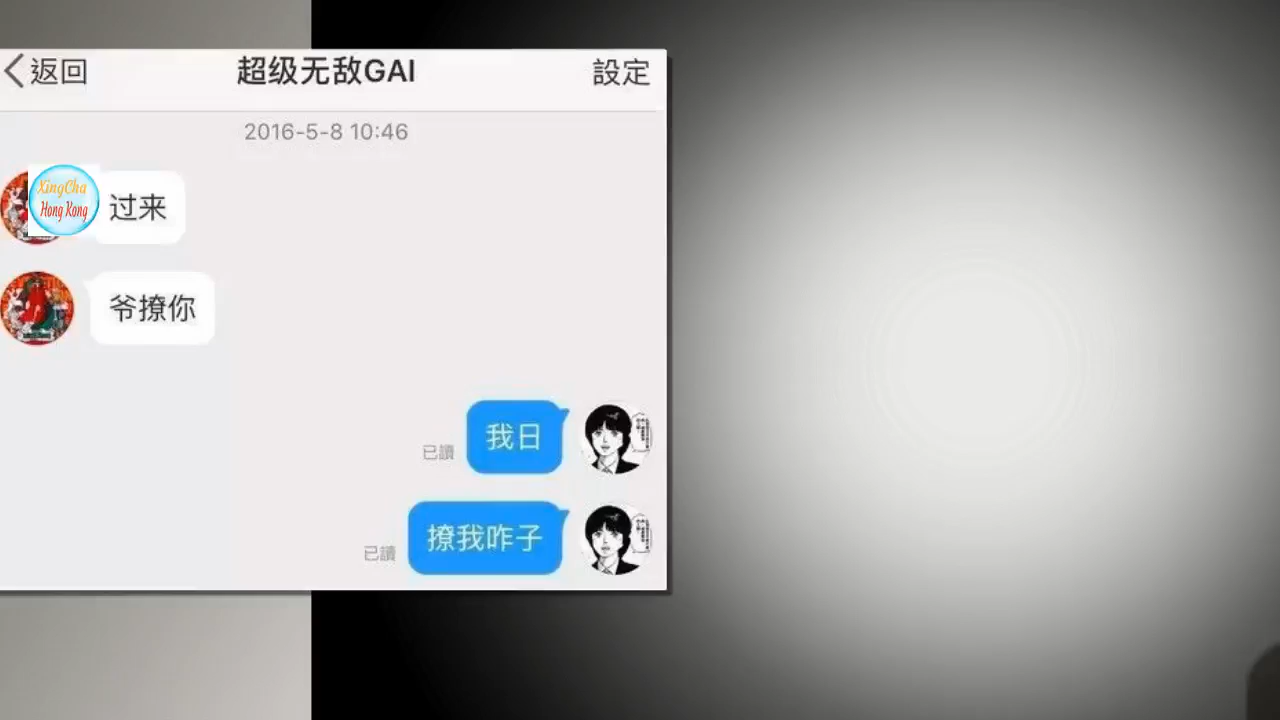 返回
超级无敌GAI
設定
2016-5-8 10:46
XingCha
Hong Kong
过来
爷撩你
我日
已讀
撩我咋子
已讀